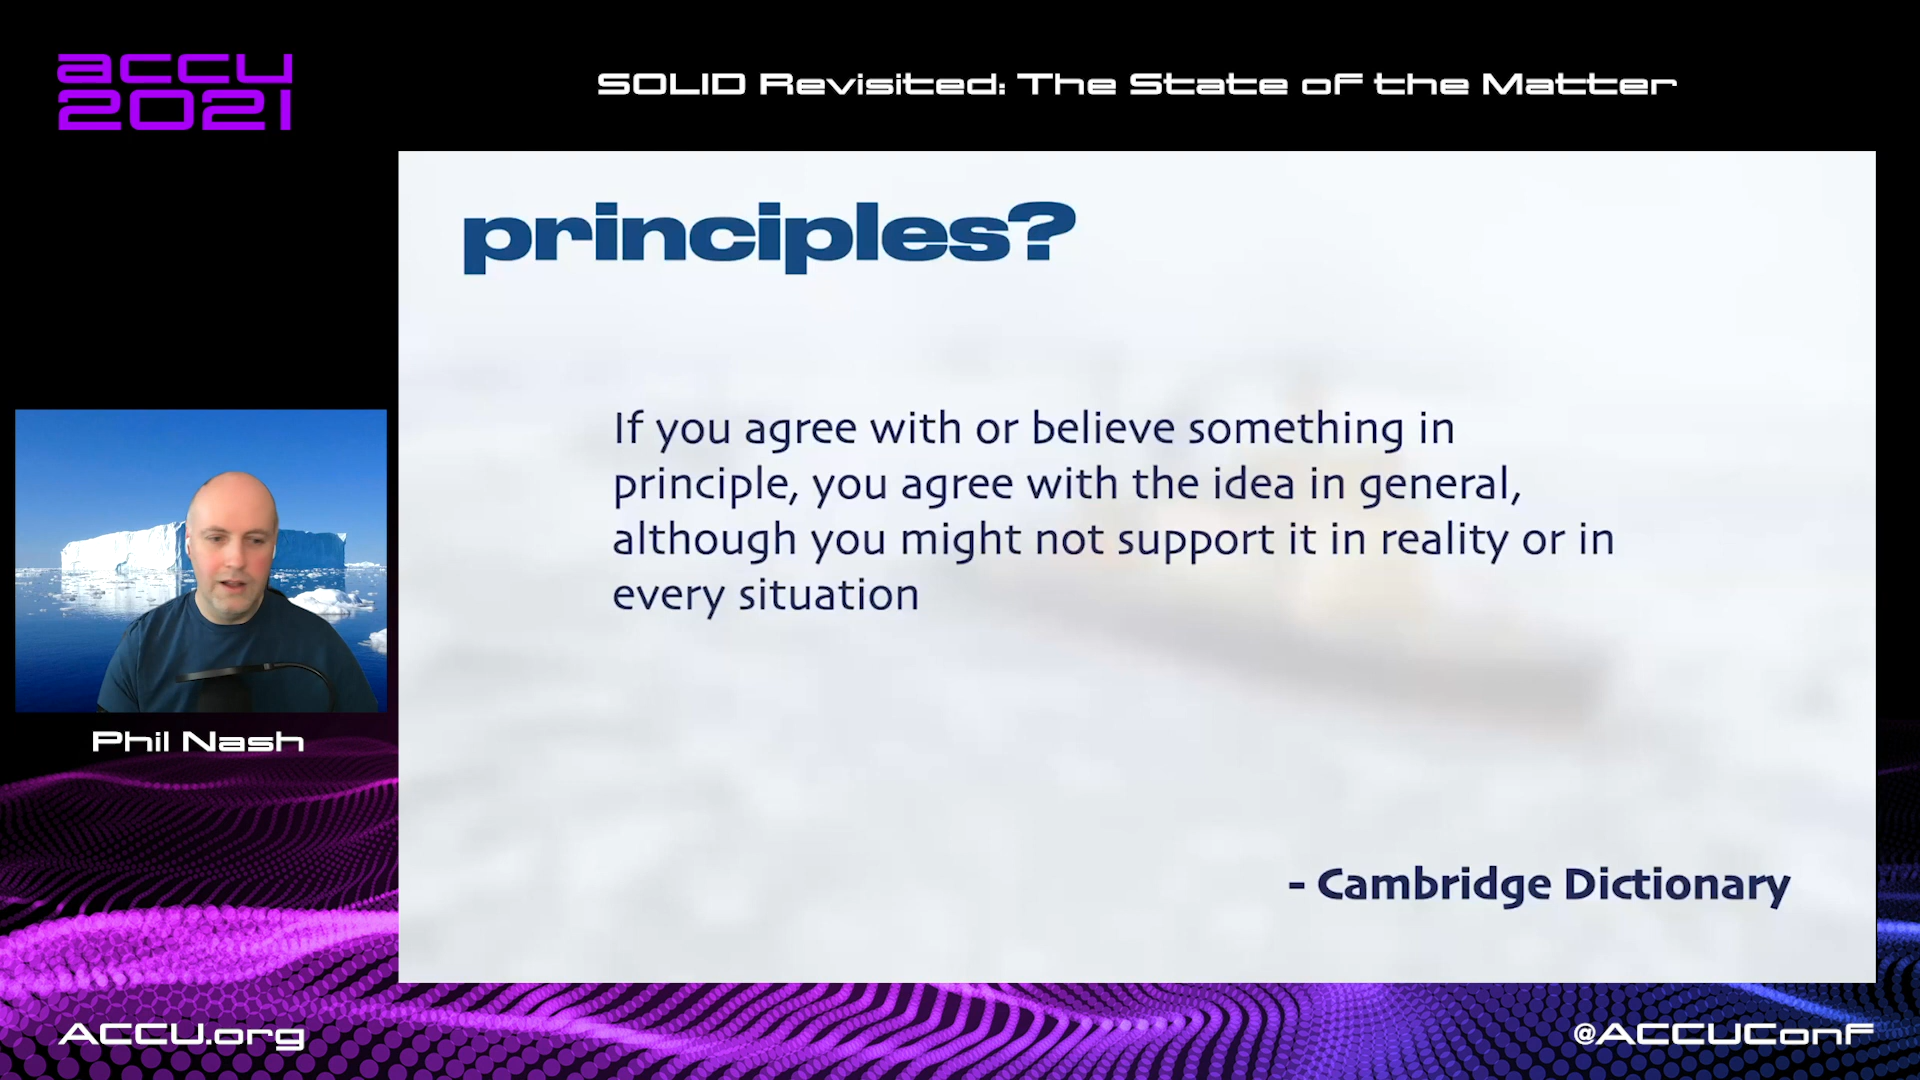 accu
2021
SOLID Revisited: The State of the Matter
principles?
If you agree with or believe something in
principle, you agree with the idea in general,
although you might not support it in reality or in
every situation
- Cambridge Dictionary
Phil Nash
ACCU.org
@ACCUConf